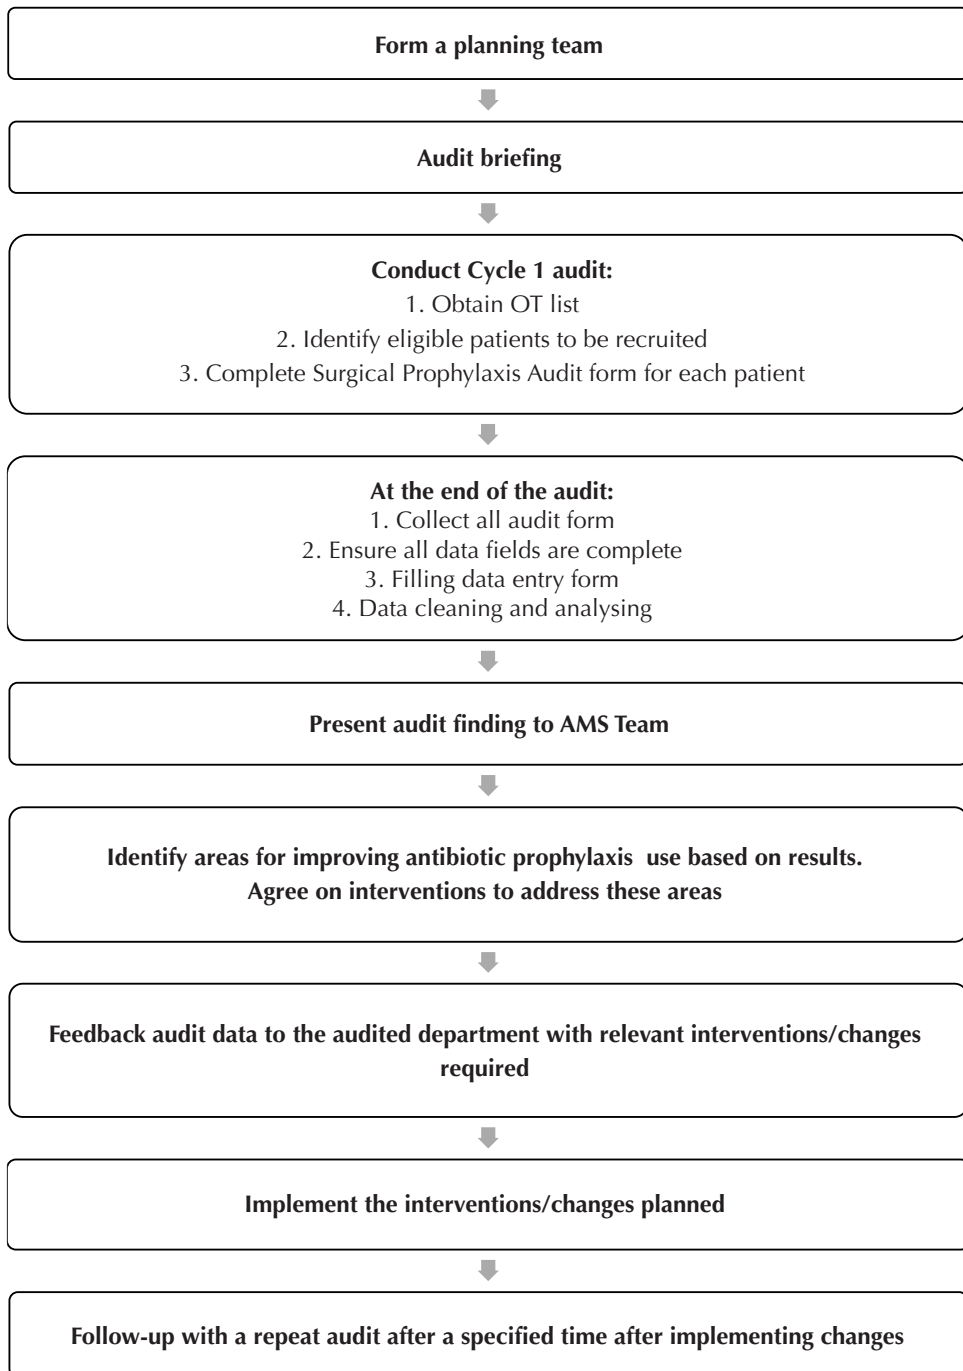 Form a planning team
Audit briefing
Conduct Cycle 1 audit:
1. Obtain OT list
2. Identify eligible patients to be recruited
3. Complete Surgical Prophylaxis Audit form for each patient
At the end of the audit:
1. Collect all audit form
2. Ensure all data fields are complete
3. Filling data entry form
4. Data cleaning and analysing
Present audit finding to AMS Team
Identify areas for improving antibiotic prophylaxis use based on results.
Agree on interventions to address these areas
Feedback audit data to the audited department with relevant interventions/changes
required
Implement the interventions/changes planned
Follow-up with a repeat audit after a specified time after implementing changes